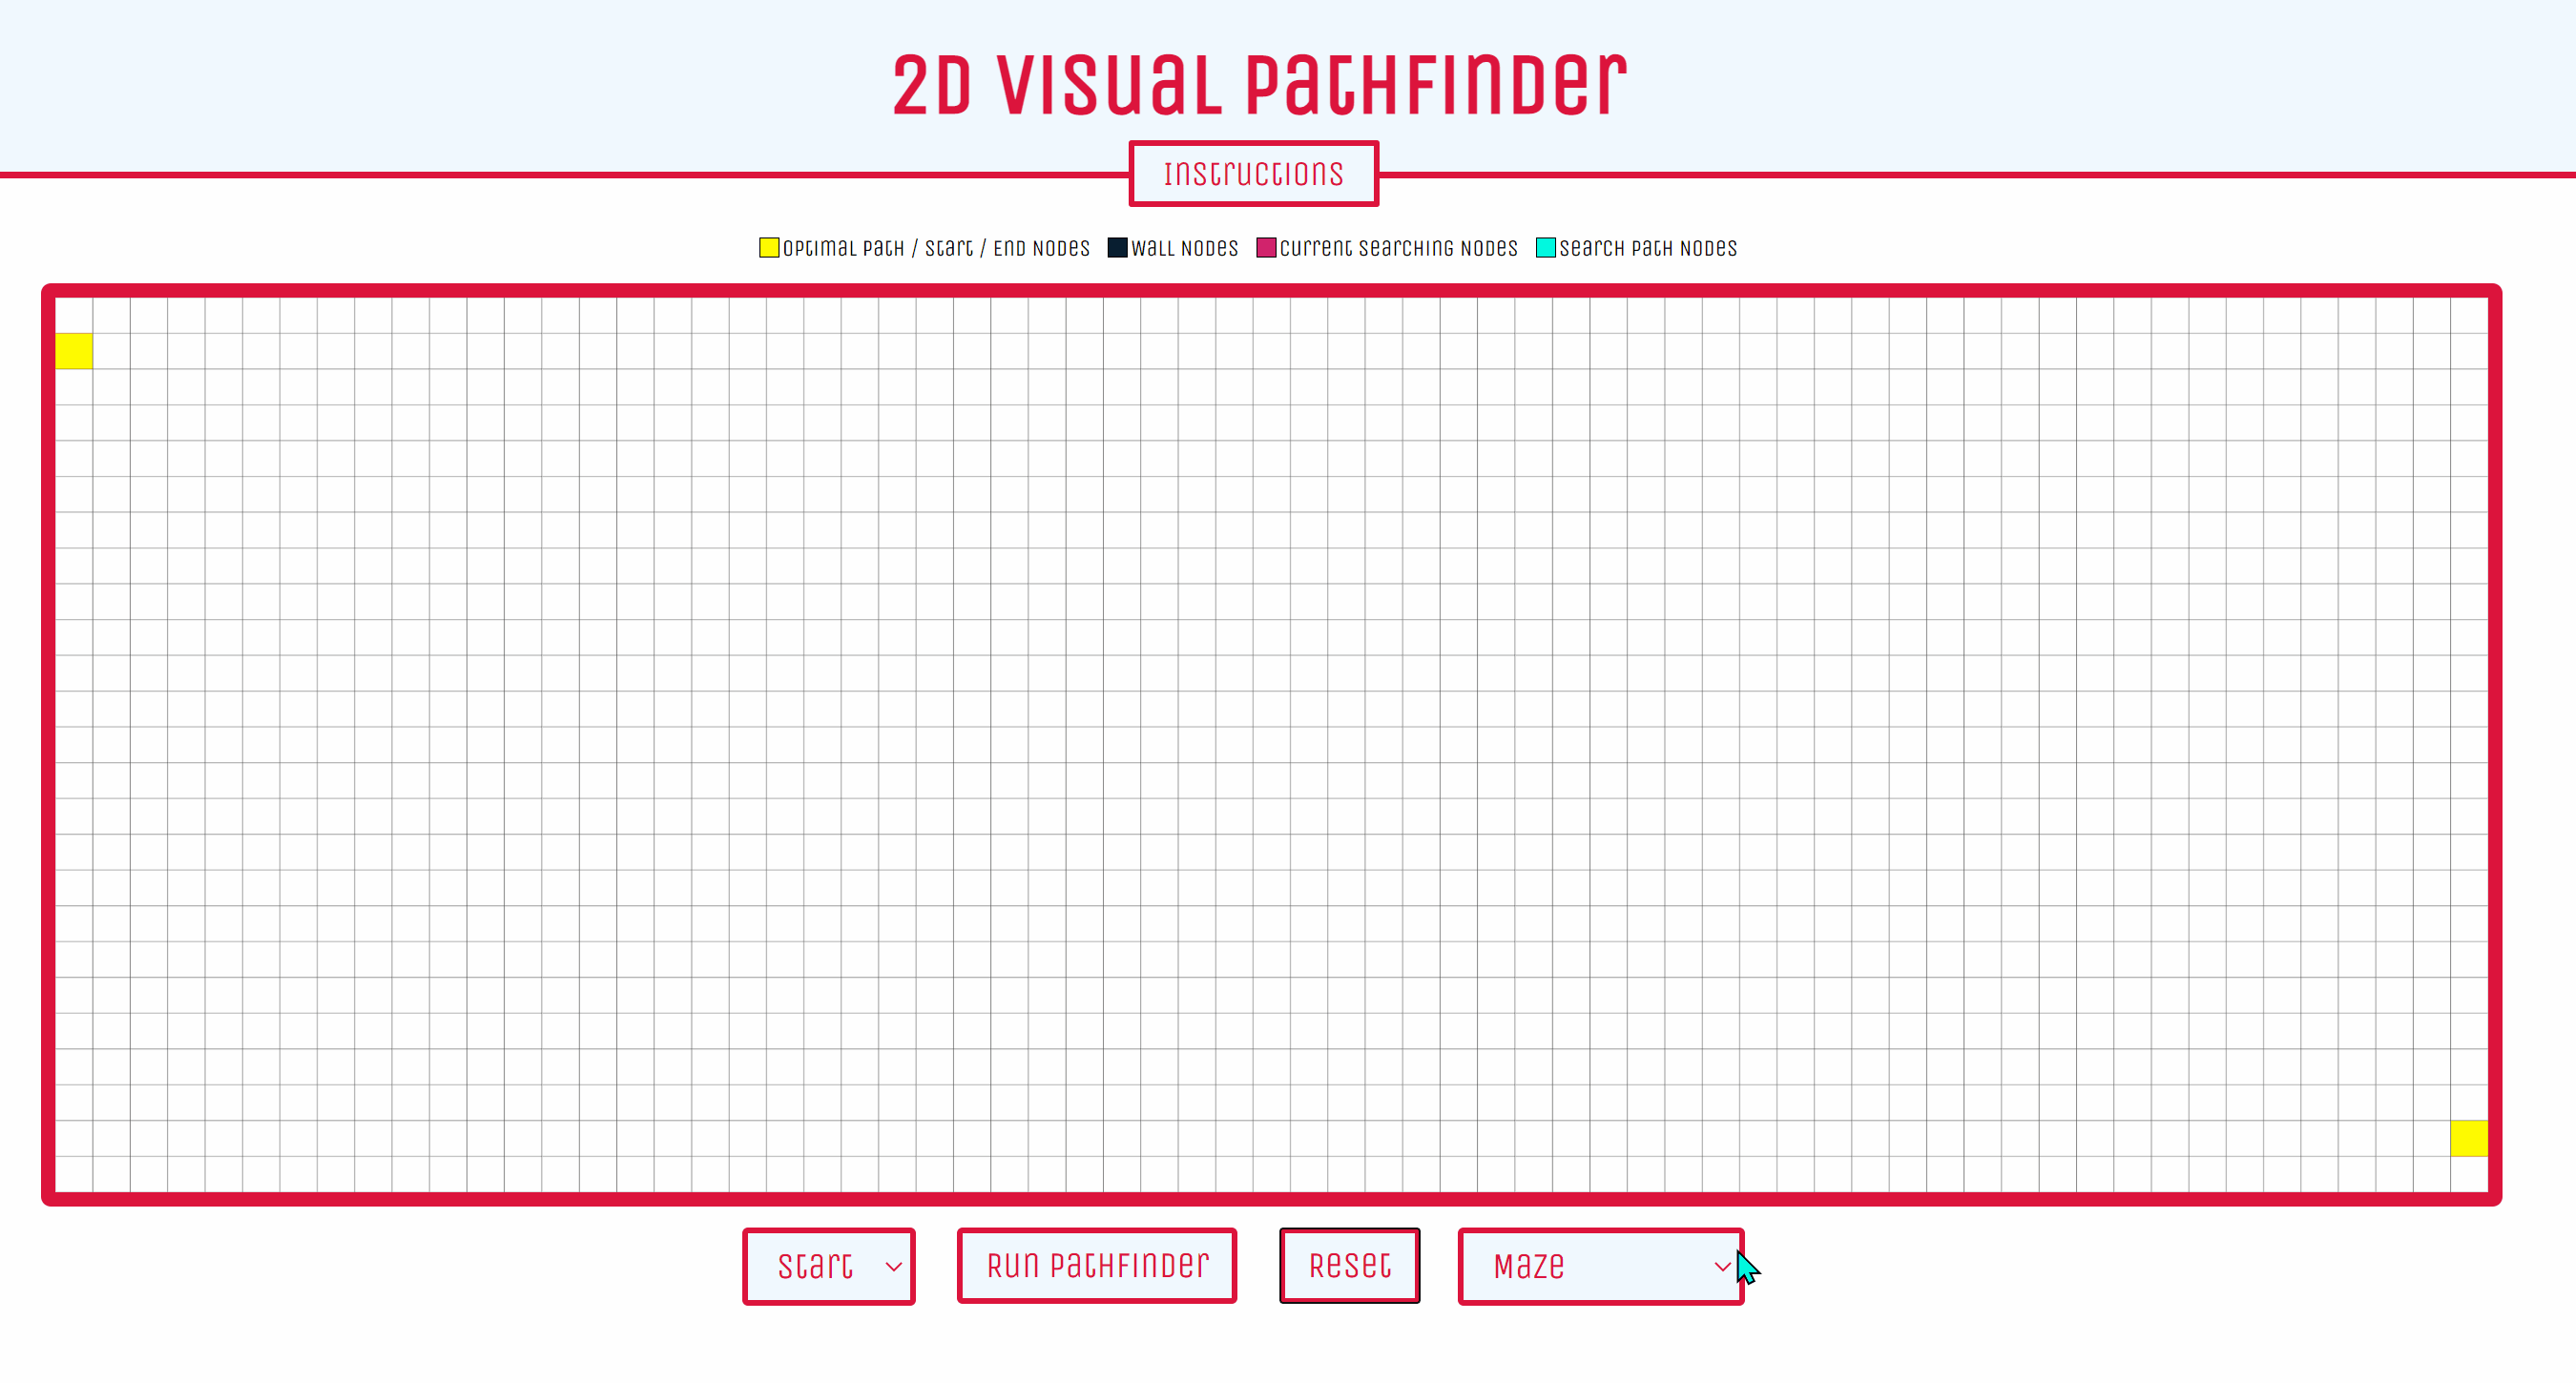 2D Visual Pathfinder
Instructions
Optimal Path / Start / End Nodes Wall Nodes Current Searching Nodes Search Path Nodes
Start Run Pathfinder Reset Maze